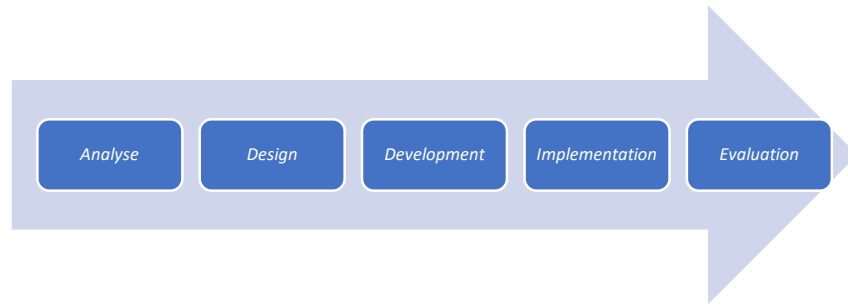 Analyse
Design
Development
Implementation
Evaluation